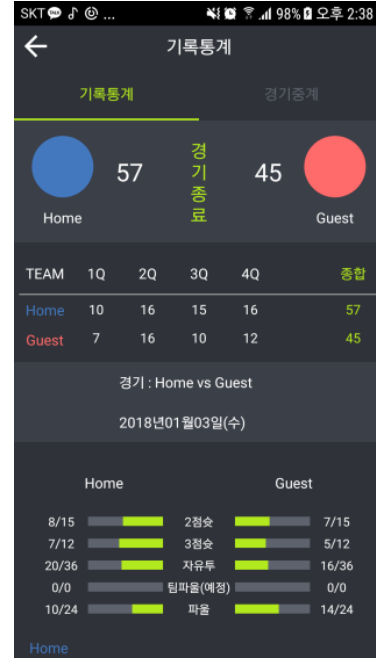 SKT ... 98% 오후 2:38
기록통계
기록통계 경기중계
57 경기종료 45
Home Guest
TEAM 1Q 2Q 3Q 4Q 종합
Home 10 16 15 16 57
Guest 7 16 10 12 45
경기 : Home vs Guest
2018년01월03일(수)
Home Guest
8/15 2점슛 7/15
7/12 3점슛 5/12
20/36 자유투 16/36
0/0 팀파울(예정) 0/0
10/24 파울 14/24
Home